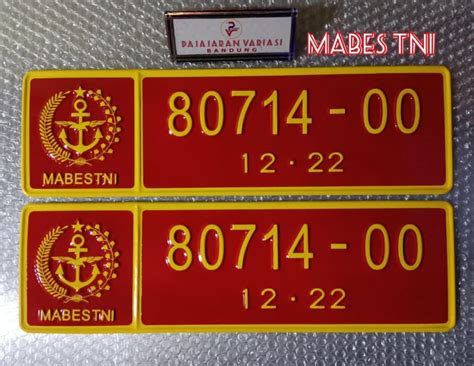 PAJAJARAN VARIASI
BANDUNG
MABES TNI
80714 - 00
MABESTNI
12 · 22
80714 - 00
MABESTNI
12 · 22